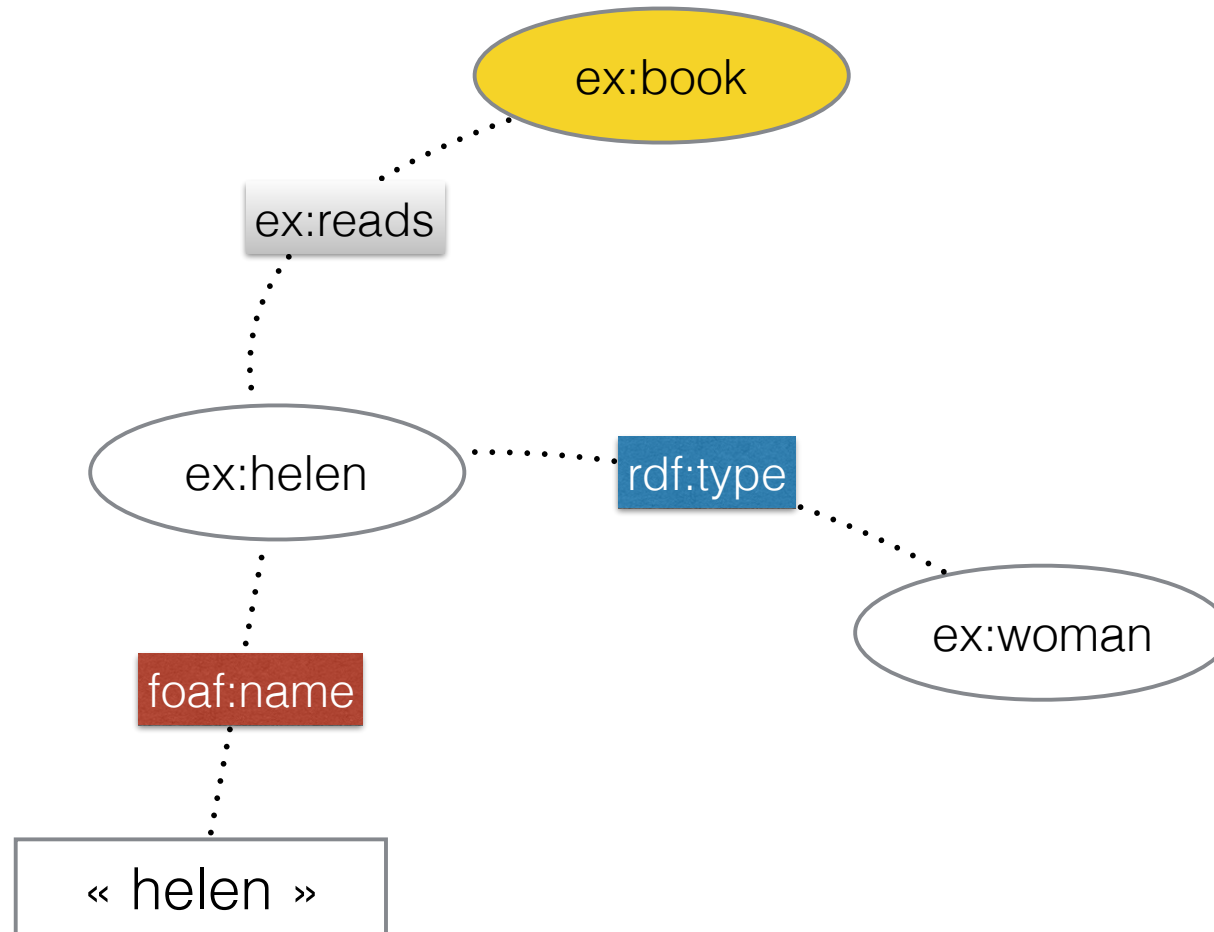 ex:book
ex:reads
ex:helen
rdf:type
ex:woman
foaf:name
« helen »